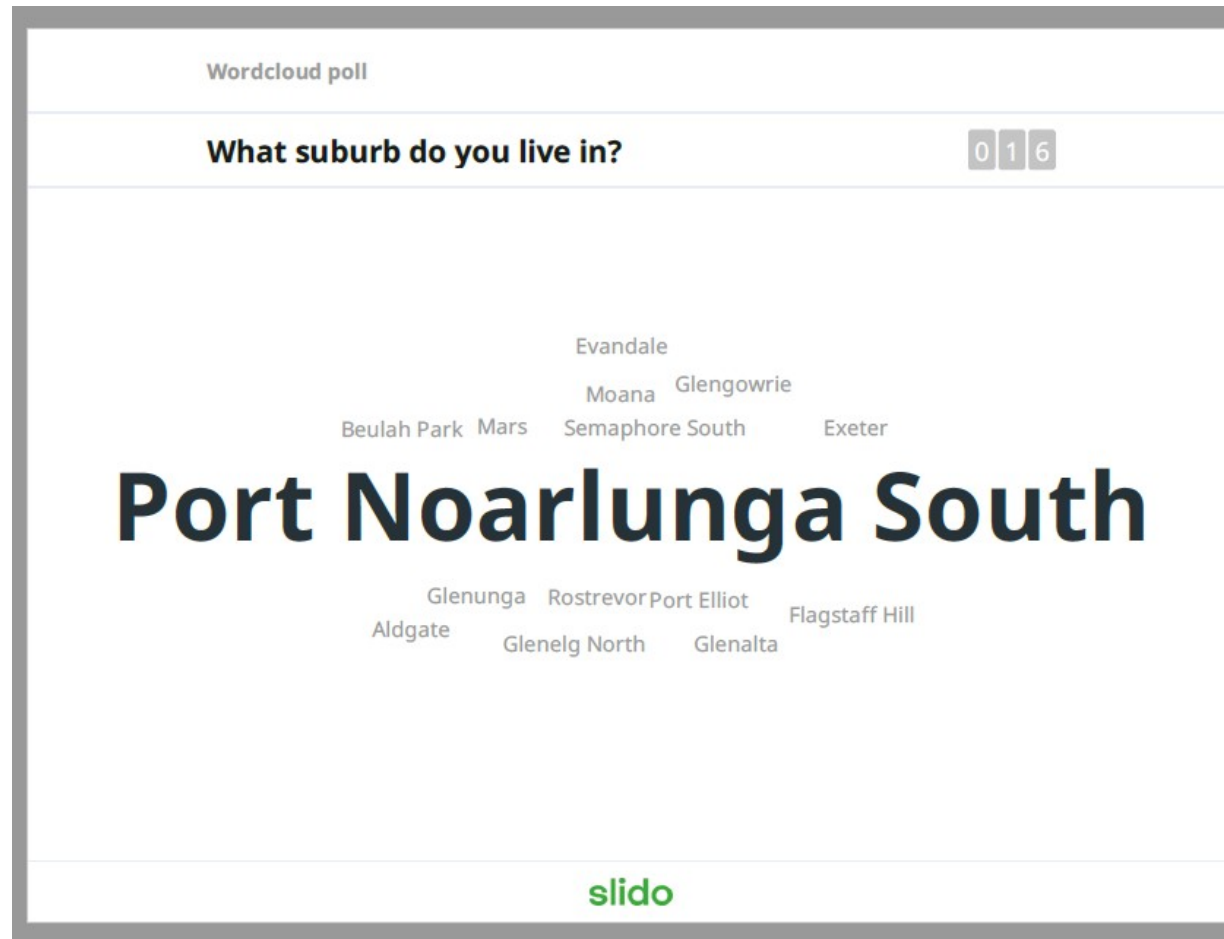 Wordcloud poll
What suburb do you live in? 016
Evandale
Moana Glengowrie
Beulah Park Mars Semaphore South Exeter
Port Noarlunga South
Glenunga Rostrevor Port Elliot Flagstaff Hill
Aldgate Glenelg North Glenalta
slido